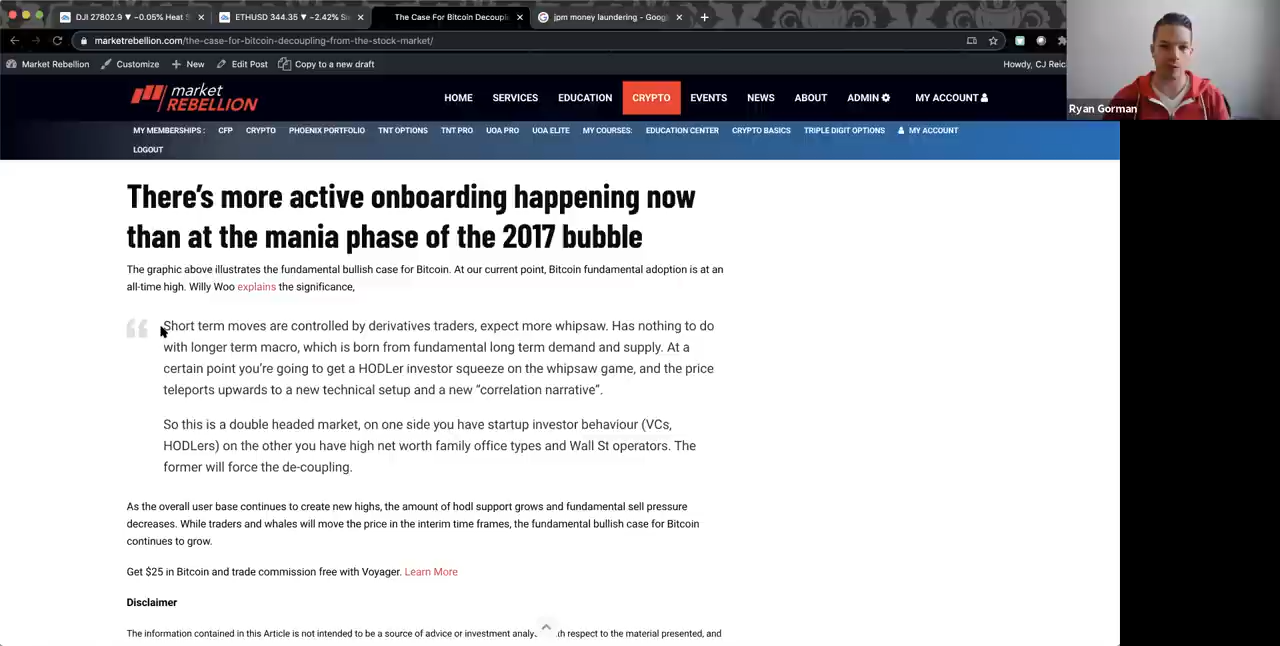 DJI 27802.9 ▼ −0.05% Heat S
ETHUSD 344.35 ▼ −2.42%
The Case For Bitcoin Decoupli
jpm money laundering - Goog
marketrebellion.com/the-case-for-bitcoin-decoupling-from-the-stock-market/
Market Rebellion
Customize
New
Edit Post
Copy to a new draft
Howdy, CJ Reic
Ryan Gorman
market
REBELLION
HOME
SERVICES
EDUCATION
CRYPTO
EVENTS
NEWS
ABOUT
ADMIN
MY ACCOUNT
MY MEMBERSHIPS :
CFP
CRYPTO
PHOENIX PORTFOLIO
TNT OPTIONS
TNT PRO
UOA PRO
UOA ELITE
MY COURSES:
EDUCATION CENTER
CRYPTO BASICS
TRIPLE DIGIT OPTIONS
MY ACCOUNT
LOGOUT
There's more active onboarding happening now
than at the mania phase of the 2017 bubble
The graphic above illustrates the fundamental bullish case for Bitcoin. At our current point, Bitcoin fundamental adoption is at an
all-time high. Willy Woo explains the significance,
Short term moves are controlled by derivatives traders, expect more whipsaw. Has nothing to do
with longer term macro, which is born from fundamental long term demand and supply. At a
certain point you're going to get a HODLer investor squeeze on the whipsaw game, and the price
teleports upwards to a new technical setup and a new “correlation narrative”.
So this is a double headed market, on one side you have startup investor behaviour (VCs,
HODLers) on the other you have high net worth family office types and Wall St operators. The
former will force the de-coupling.
As the overall user base continues to create new highs, the amount of hodl support grows and fundamental sell pressure
decreases. While traders and whales will move the price in the interim time frames, the fundamental bullish case for Bitcoin
continues to grow.
Get $25 in Bitcoin and trade commission free with Voyager. Learn More
Disclaimer
The information contained in this Article is not intended to be a source of advice or investment analy th respect to the material presented, and